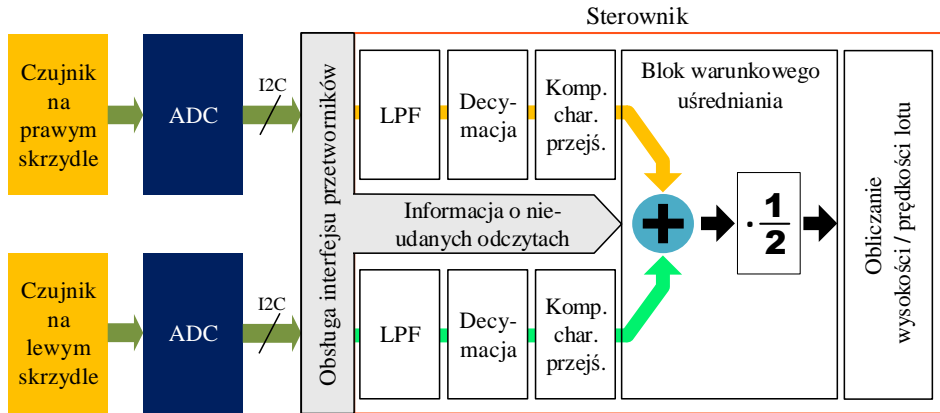 Sterownik
Czujnik
na
prawym
skrzydle
ADC
I2C
Obsługa interfejsu przetworników
LPF
Decy-
macja
Komp.
char.
przejś.
Blok warunkowego
uśredniania
Informacja o nie-
udanych odczytach
+
· 1/2
Obliczanie
wysokości / prędkości lotu
Czujnik
na
lewym
skrzydle
ADC
I2C
LPF
Decy-
macja
Komp.
char.
przejś.